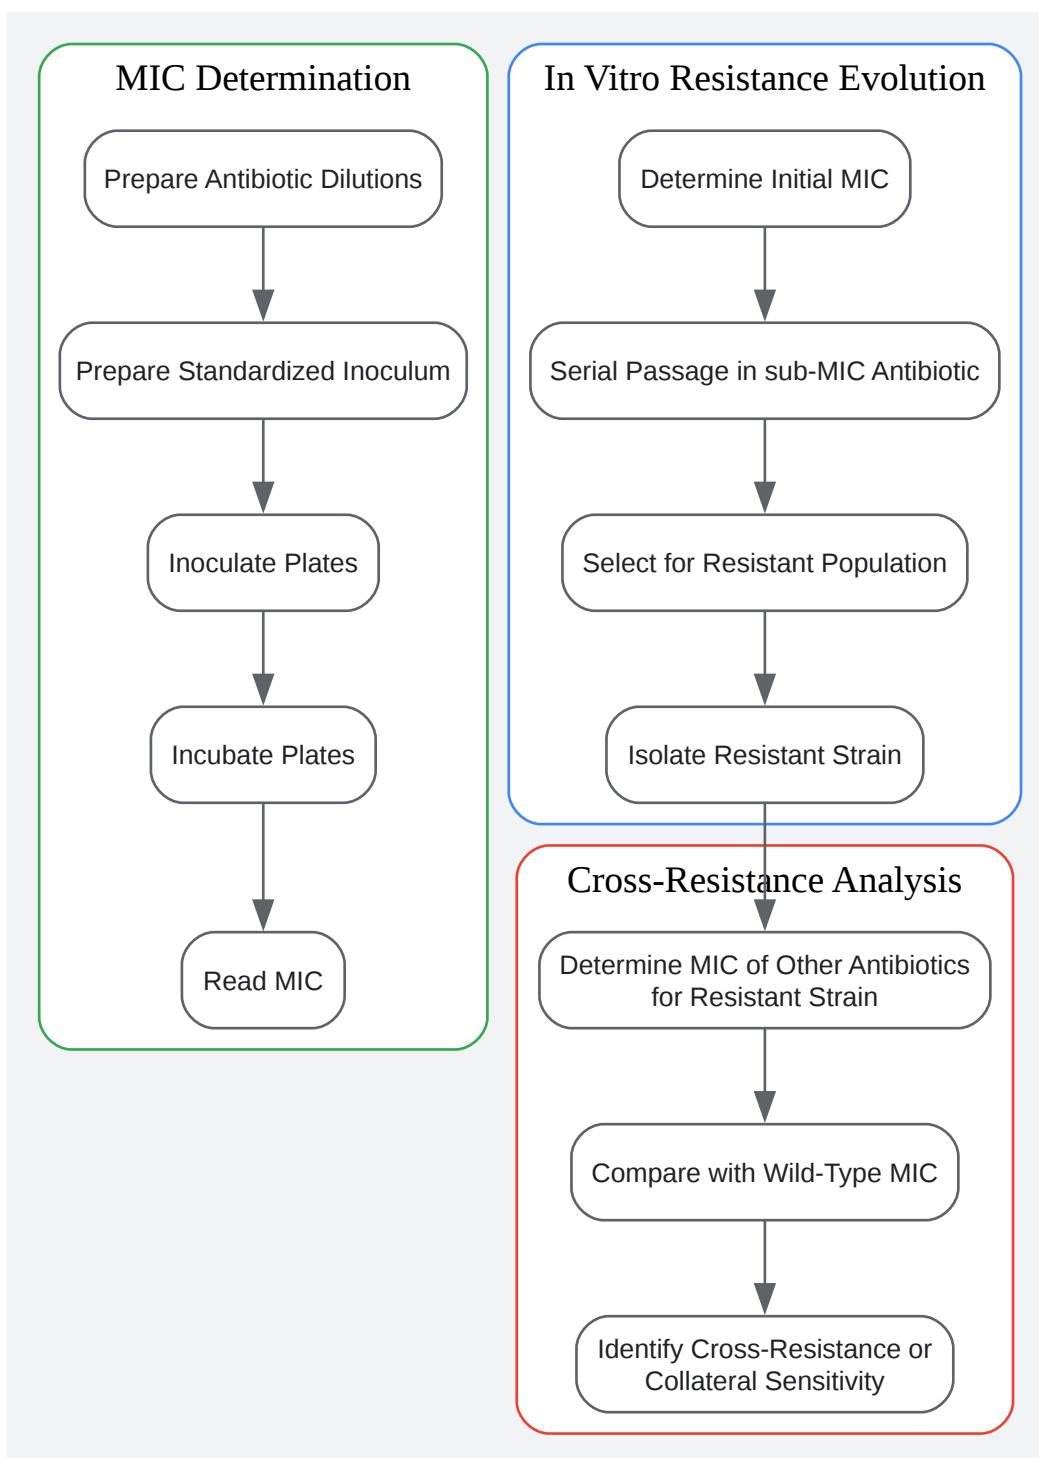 MIC Determination
Prepare Antibiotic Dilutions
Prepare Standardized Inoculum
Inoculate Plates
Incubate Plates
Read MIC
In Vitro Resistance Evolution
Determine Initial MIC
Serial Passage in sub-MIC Antibiotic
Select for Resistant Population
Isolate Resistant Strain
Cross-Resistance Analysis
Determine MIC of Other Antibiotics
for Resistant Strain
Compare with Wild-Type MIC
Identify Cross-Resistance or
Collateral Sensitivity